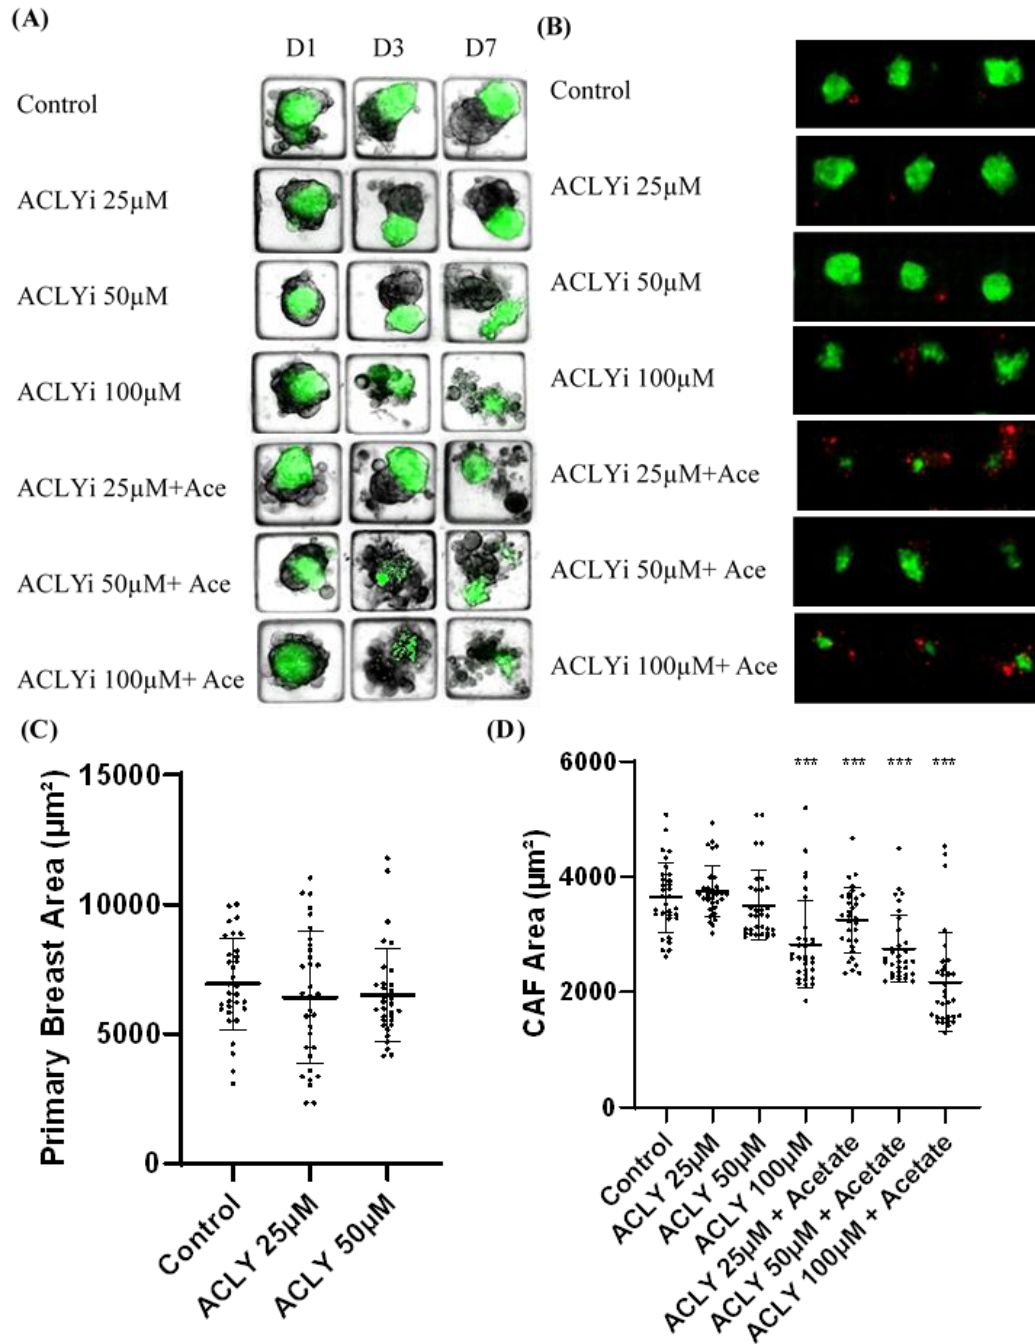 (A)
D1 D3 D7
Control
ACLYi 25µM
ACLYi 50µM
ACLYi 100µM
ACLYi 25µM+Ace
ACLYi 50µM+ Ace
ACLYi 100µM+ Ace
(B)
Control
ACLYi 25µM
ACLYi 50µM
ACLYi 100µM
ACLYi 25µM+Ace
ACLYi 50µM+ Ace
ACLYi 100µM+ Ace
(C)
Primary Breast Area (µm²)
15000
10000
5000
0
Control
ACLY 25µM
ACLY 50µM
(D)
CAF Area (µm²)
6000
4000
2000
0
*** *** *** ***
Control
ACLY 25µM
ACLY 50µM
ACLY 100µM
ACLY 25µM + Acetate
ACLY 50µM + Acetate
ACLY 100µM + Acetate